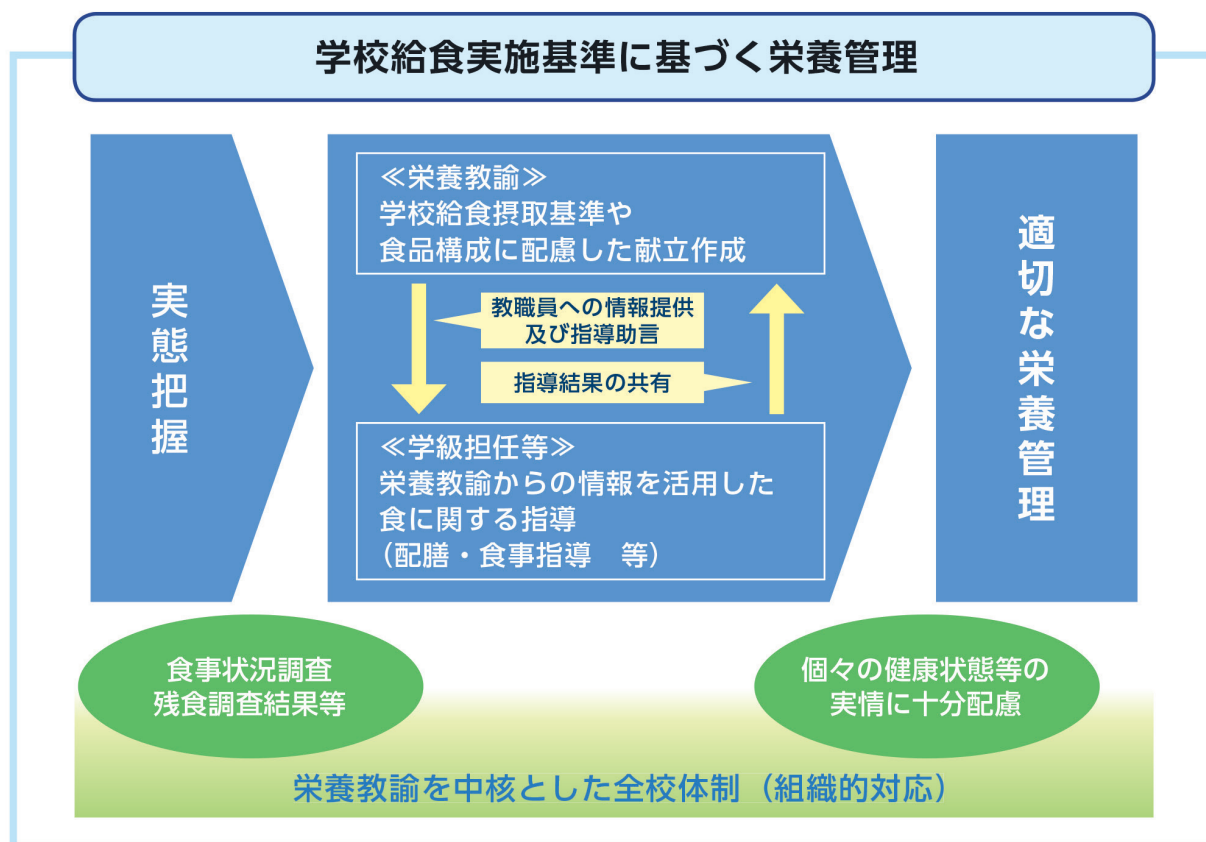 学校給食実施基準に基づく栄養管理
実態把握
≪栄養教諭≫
学校給食摂取基準や
食品構成に配慮した献立作成
教職員への情報提供
及び指導助言
指導結果の共有
≪学級担任等≫
栄養教諭からの情報を活用した
食に関する指導
（配膳・食事指導　等）
適切な栄養管理
食事状況調査
残食調査結果等
個々の健康状態等の
実情に十分配慮
栄養教諭を中核とした全校体制（組織的対応）